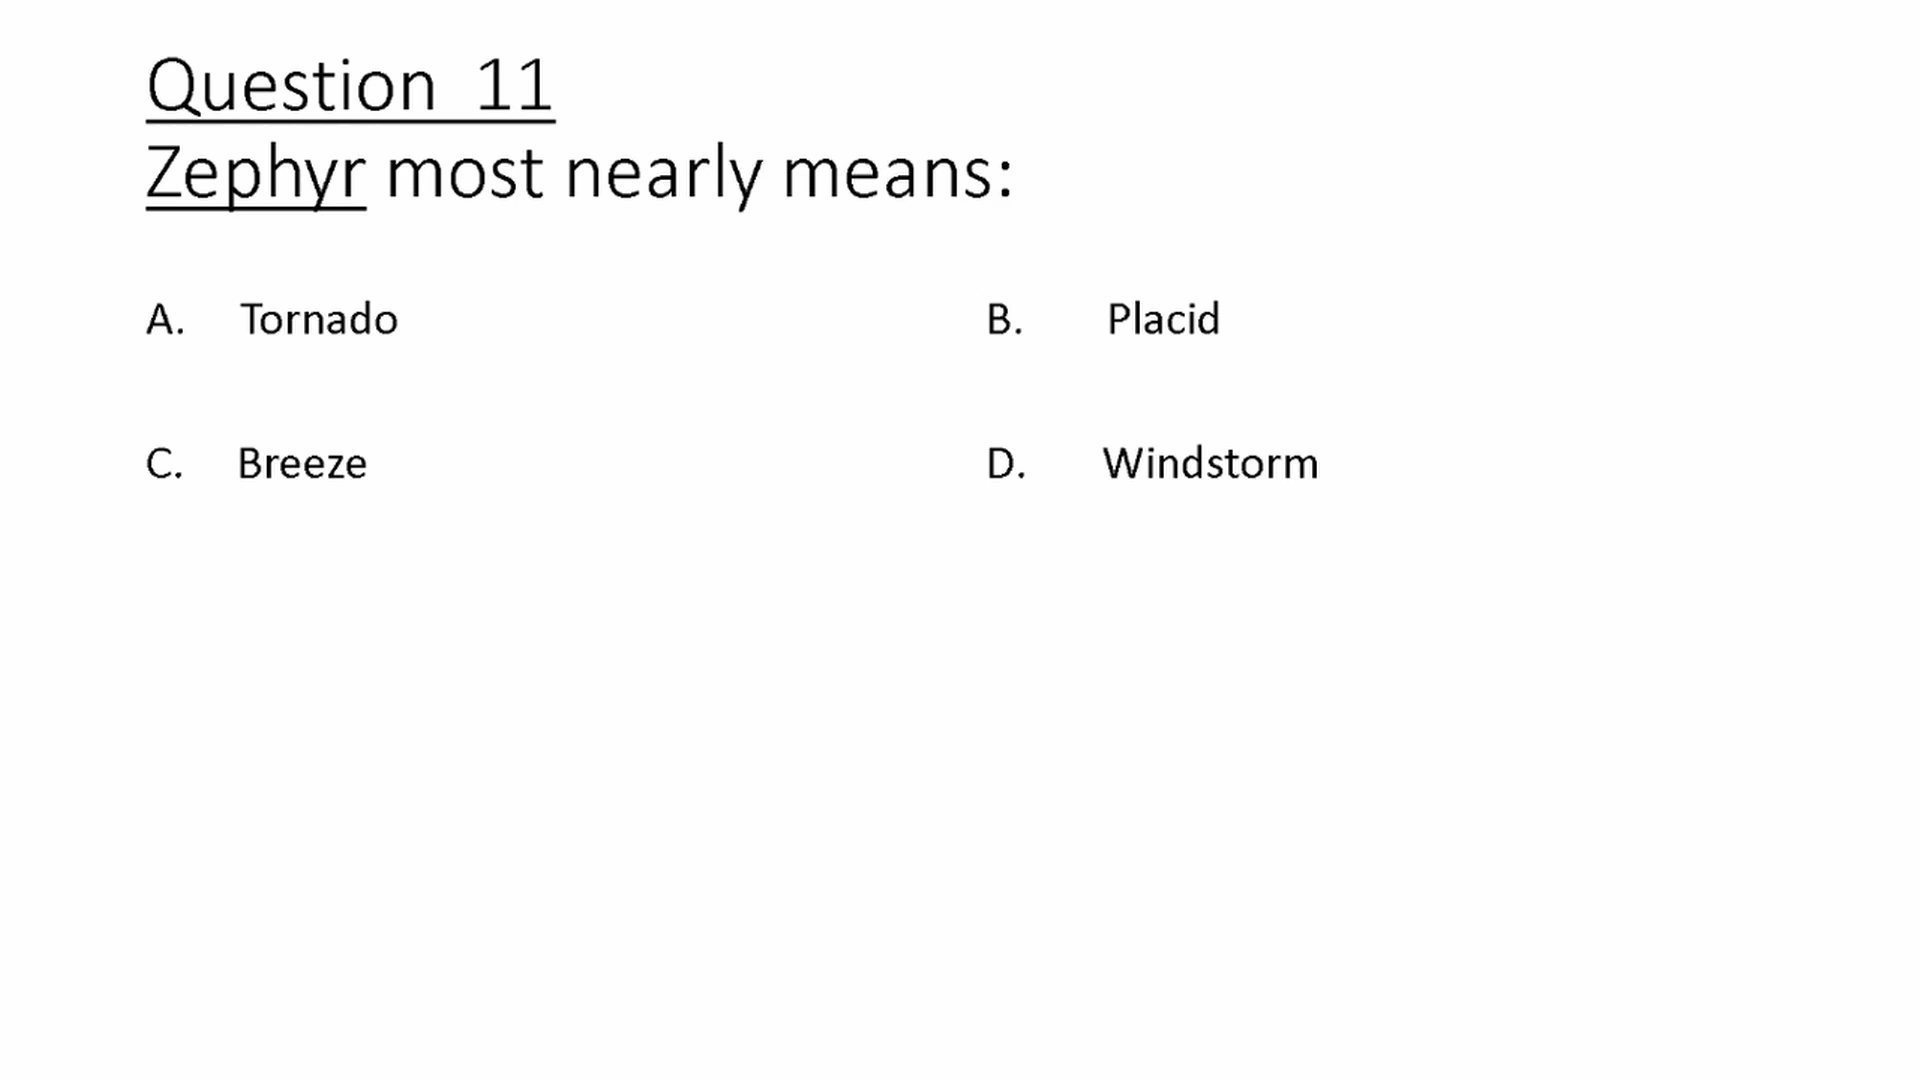 Question 11
Zephyr most nearly means:
A. Tornado
B. Placid
C. Breeze
D. Windstorm